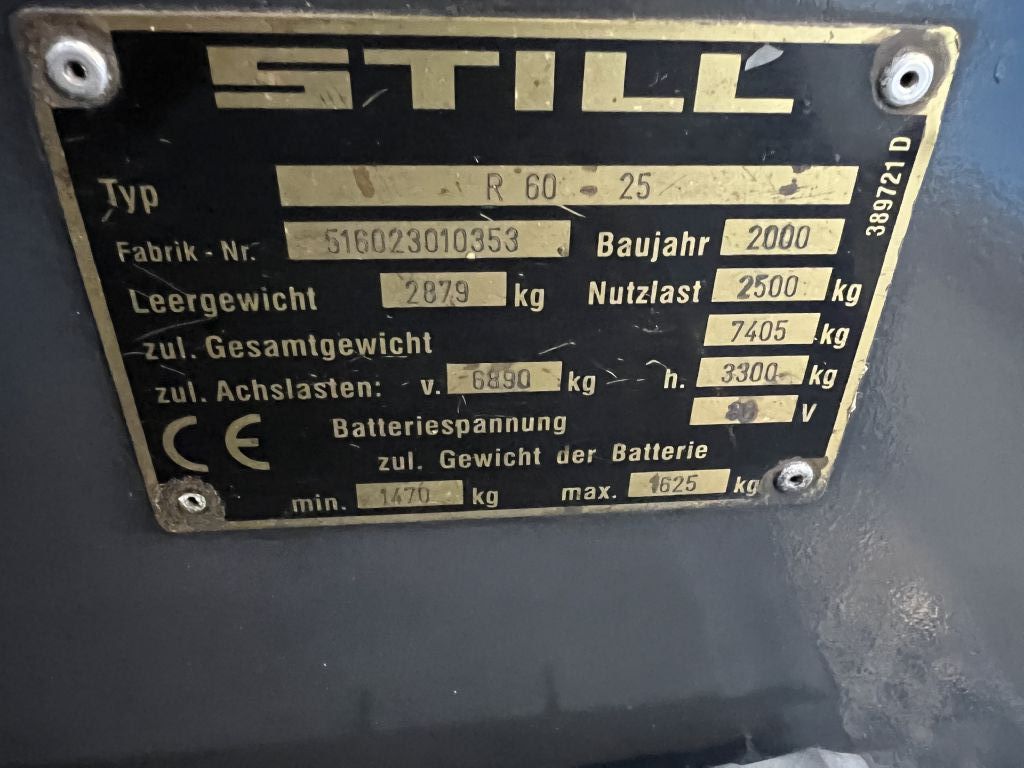 STILL
Typ R 60 - 25
Fabrik - Nr. 516023010353 Baujahr 2000
Leergewicht 2879 kg Nutzlast 2500 kg
zul. Gesamtgewicht 7405 kg
zul. Achslasten: v. 6890 kg h. 3300 kg
Batteriespannung V
CE
zul. Gewicht der Batterie
min. 1470 kg max. 1625 kg
389721 D